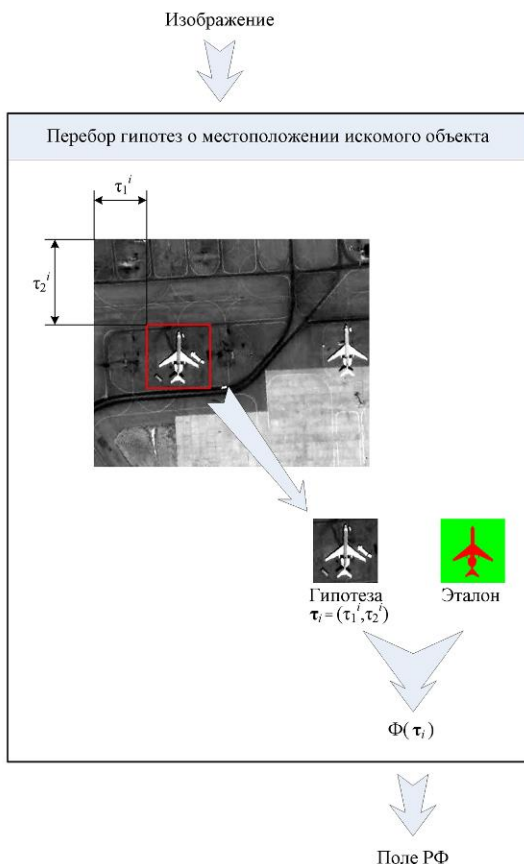 Изображение
Перебор гипотез о местоположении искомого объекта
τ₁ⁱ
τ₂ⁱ
Гипотеза Эталон
τᵢ = (τ₁ⁱ,τ₂ⁱ)
Φ(τᵢ)
Поле РФ